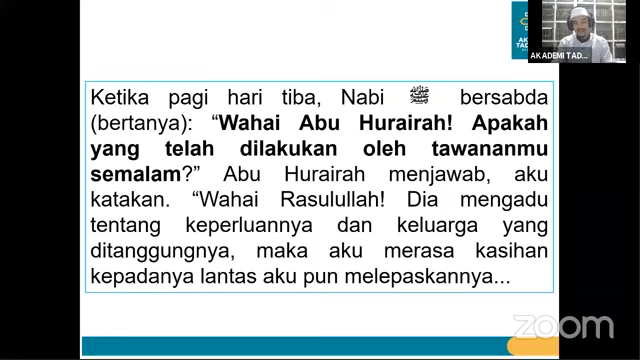 AKADEMI TAD...
Ketika pagi hari tiba, Nabi ﷺ bersabda
(bertanya): “Wahai Abu Hurairah! Apakah
yang telah dilakukan oleh tawananmu
semalam?” Abu Hurairah menjawab, aku
katakan. “Wahai Rasulullah! Dia mengadu
tentang keperluannya dan keluarga yang
ditanggungnya, maka aku merasa kasihan
kepadanya lantas aku pun melepaskannya...
zoom